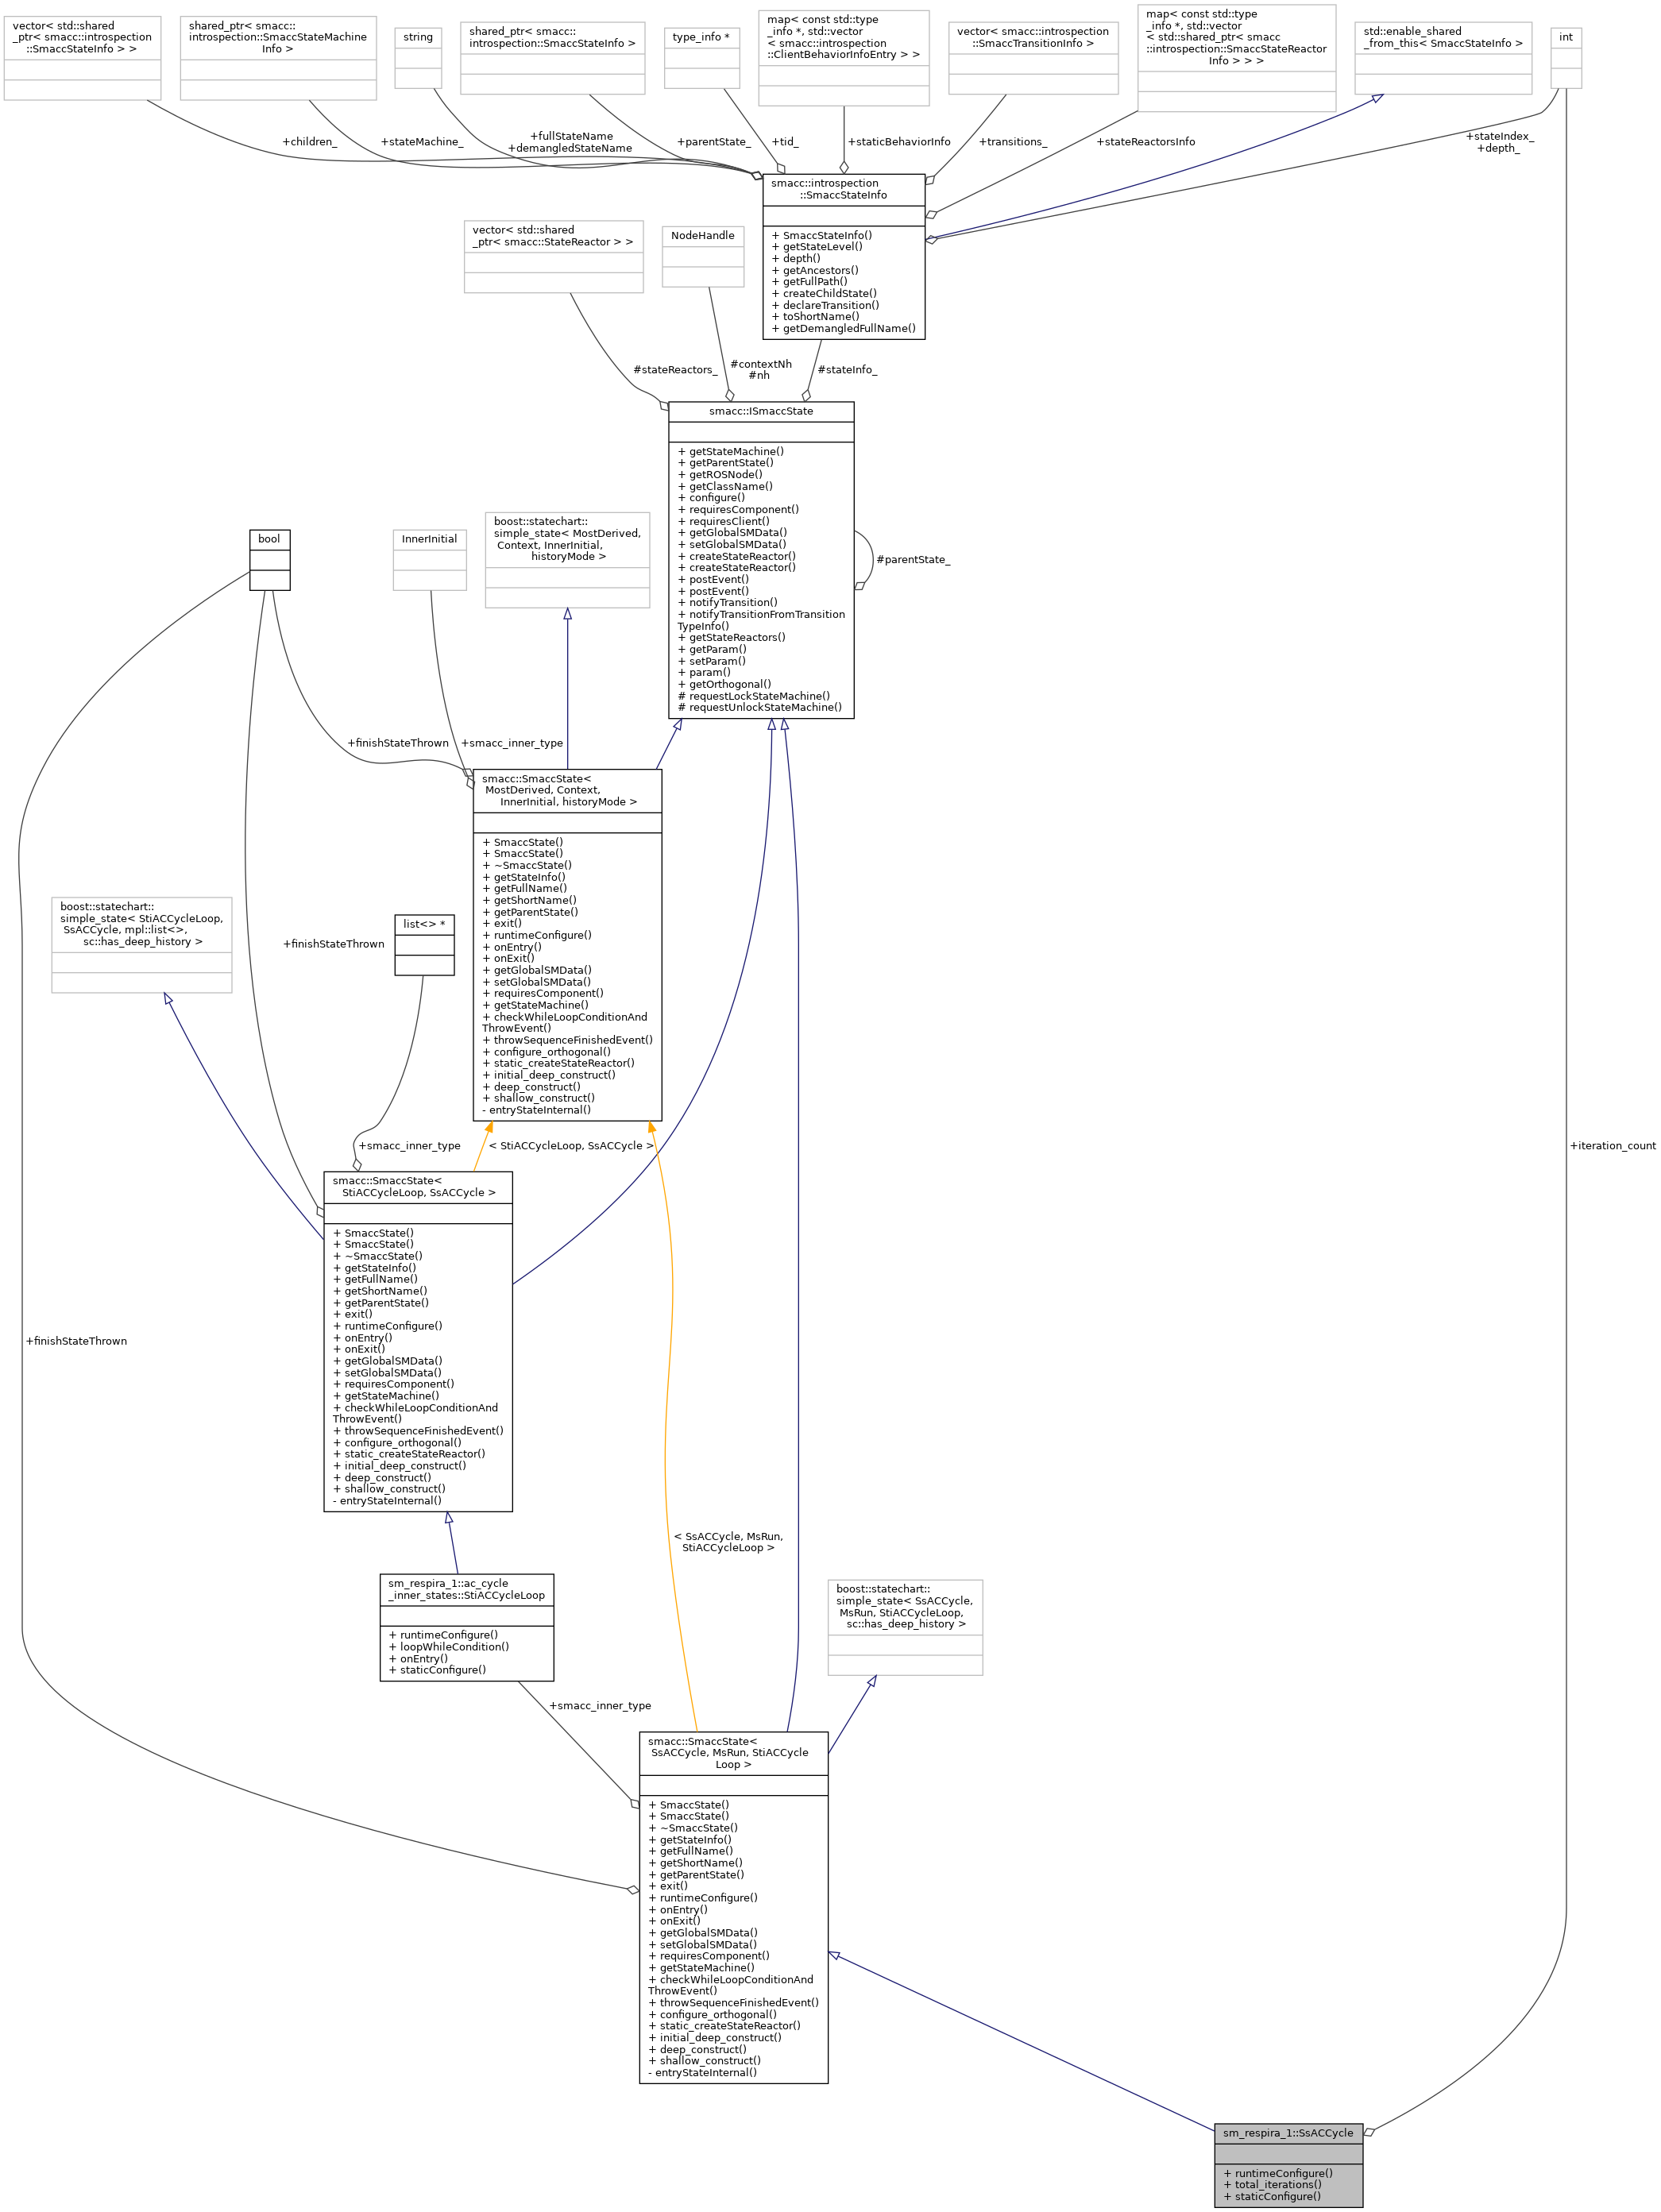 vector< std::shared
_ptr< smacc::introspection
::SmaccStateInfo > >
shared_ptr< smacc::
introspection::SmaccStateMachine
Info >
string
shared_ptr< smacc::
introspection::SmaccStateInfo >
type_info *
map< const std::type
_info *, std::vector
< smacc::introspection
::ClientBehaviorInfoEntry > >
vector< smacc::introspection
::SmaccTransitionInfo >
map< const std::type
_info *, std::vector
< std::shared_ptr< smacc
::introspection::SmaccStateReactor
Info > > >
std::enable_shared
_from_this< SmaccStateInfo >
int
+children_
+stateMachine_
+fullStateName
+demangledStateName
+parentState_
+tid_
+staticBehaviorInfo
+transitions_
+stateReactorsInfo
+stateIndex_
+depth_
smacc::introspection
::SmaccStateInfo
+ SmaccStateInfo()
+ getStateLevel()
+ depth()
+ getAncestors()
+ getFullPath()
+ createChildState()
+ declareTransition()
+ toShortName()
+ getDemangledFullName()
vector< std::shared
_ptr< smacc::StateReactor > >
NodeHandle
#stateReactors_
#contextNh
#nh
#stateInfo_
smacc::ISmaccState
+ getStateMachine()
+ getParentState()
+ getROSNode()
+ getClassName()
+ configure()
+ requiresComponent()
+ requiresClient()
+ getGlobalSMData()
+ setGlobalSMData()
+ createStateReactor()
+ createStateReactor()
+ postEvent()
+ postEvent()
+ notifyTransition()
+ notifyTransitionFromTransition
TypeInfo()
+ getStateReactors()
+ getParam()
+ setParam()
+ param()
+ getOrthogonal()
# requestLockStateMachine()
# requestUnlockStateMachine()
#parentState_
bool
InnerInitial
boost::statechart::
simple_state< MostDerived,
Context, InnerInitial,
historyMode >
+finishStateThrown
+smacc_inner_type
smacc::SmaccState<
MostDerived, Context,
InnerInitial, historyMode >
+ SmaccState()
+ SmaccState()
+ ~SmaccState()
+ getStateInfo()
+ getFullName()
+ getShortName()
+ getParentState()
+ exit()
+ runtimeConfigure()
+ onEntry()
+ onExit()
+ getGlobalSMData()
+ setGlobalSMData()
+ requiresComponent()
+ getStateMachine()
+ checkWhileLoopConditionAnd
ThrowEvent()
+ throwSequenceFinishedEvent()
+ configure_orthogonal()
+ static_createStateReactor()
+ initial_deep_construct()
+ deep_construct()
+ shallow_construct()
- entryStateInternal()
boost::statechart::
simple_state< StiACCycleLoop,
SsACCycle, mpl::list<>,
sc::has_deep_history >
+finishStateThrown
list<> *
+smacc_inner_type
< StiACCycleLoop, SsACCycle >
+iteration_count
smacc::SmaccState<
StiACCycleLoop, SsACCycle >
+ SmaccState()
+ SmaccState()
+ ~SmaccState()
+ getStateInfo()
+ getFullName()
+ getShortName()
+ getParentState()
+ exit()
+ runtimeConfigure()
+ onEntry()
+ onExit()
+ getGlobalSMData()
+ setGlobalSMData()
+ requiresComponent()
+ getStateMachine()
+ checkWhileLoopConditionAnd
ThrowEvent()
+ throwSequenceFinishedEvent()
+ configure_orthogonal()
+ static_createStateReactor()
+ initial_deep_construct()
+ deep_construct()
+ shallow_construct()
- entryStateInternal()
+finishStateThrown
< SsACCycle, MsRun,
StiACCycleLoop >
sm_respira_1::ac_cycle
_inner_states::StiACCycleLoop
+ runtimeConfigure()
+ loopWhileCondition()
+ onEntry()
+ staticConfigure()
boost::statechart::
simple_state< SsACCycle,
MsRun, StiACCycleLoop,
sc::has_deep_history >
+smacc_inner_type
smacc::SmaccState<
SsACCycle, MsRun, StiACCycle
Loop >
+ SmaccState()
+ SmaccState()
+ ~SmaccState()
+ getStateInfo()
+ getFullName()
+ getShortName()
+ getParentState()
+ exit()
+ runtimeConfigure()
+ onEntry()
+ onExit()
+ getGlobalSMData()
+ setGlobalSMData()
+ requiresComponent()
+ getStateMachine()
+ checkWhileLoopConditionAnd
ThrowEvent()
+ throwSequenceFinishedEvent()
+ configure_orthogonal()
+ static_createStateReactor()
+ initial_deep_construct()
+ deep_construct()
+ shallow_construct()
- entryStateInternal()
sm_respira_1::SsACCycle
+ runtimeConfigure()
+ total_iterations()
+ staticConfigure()